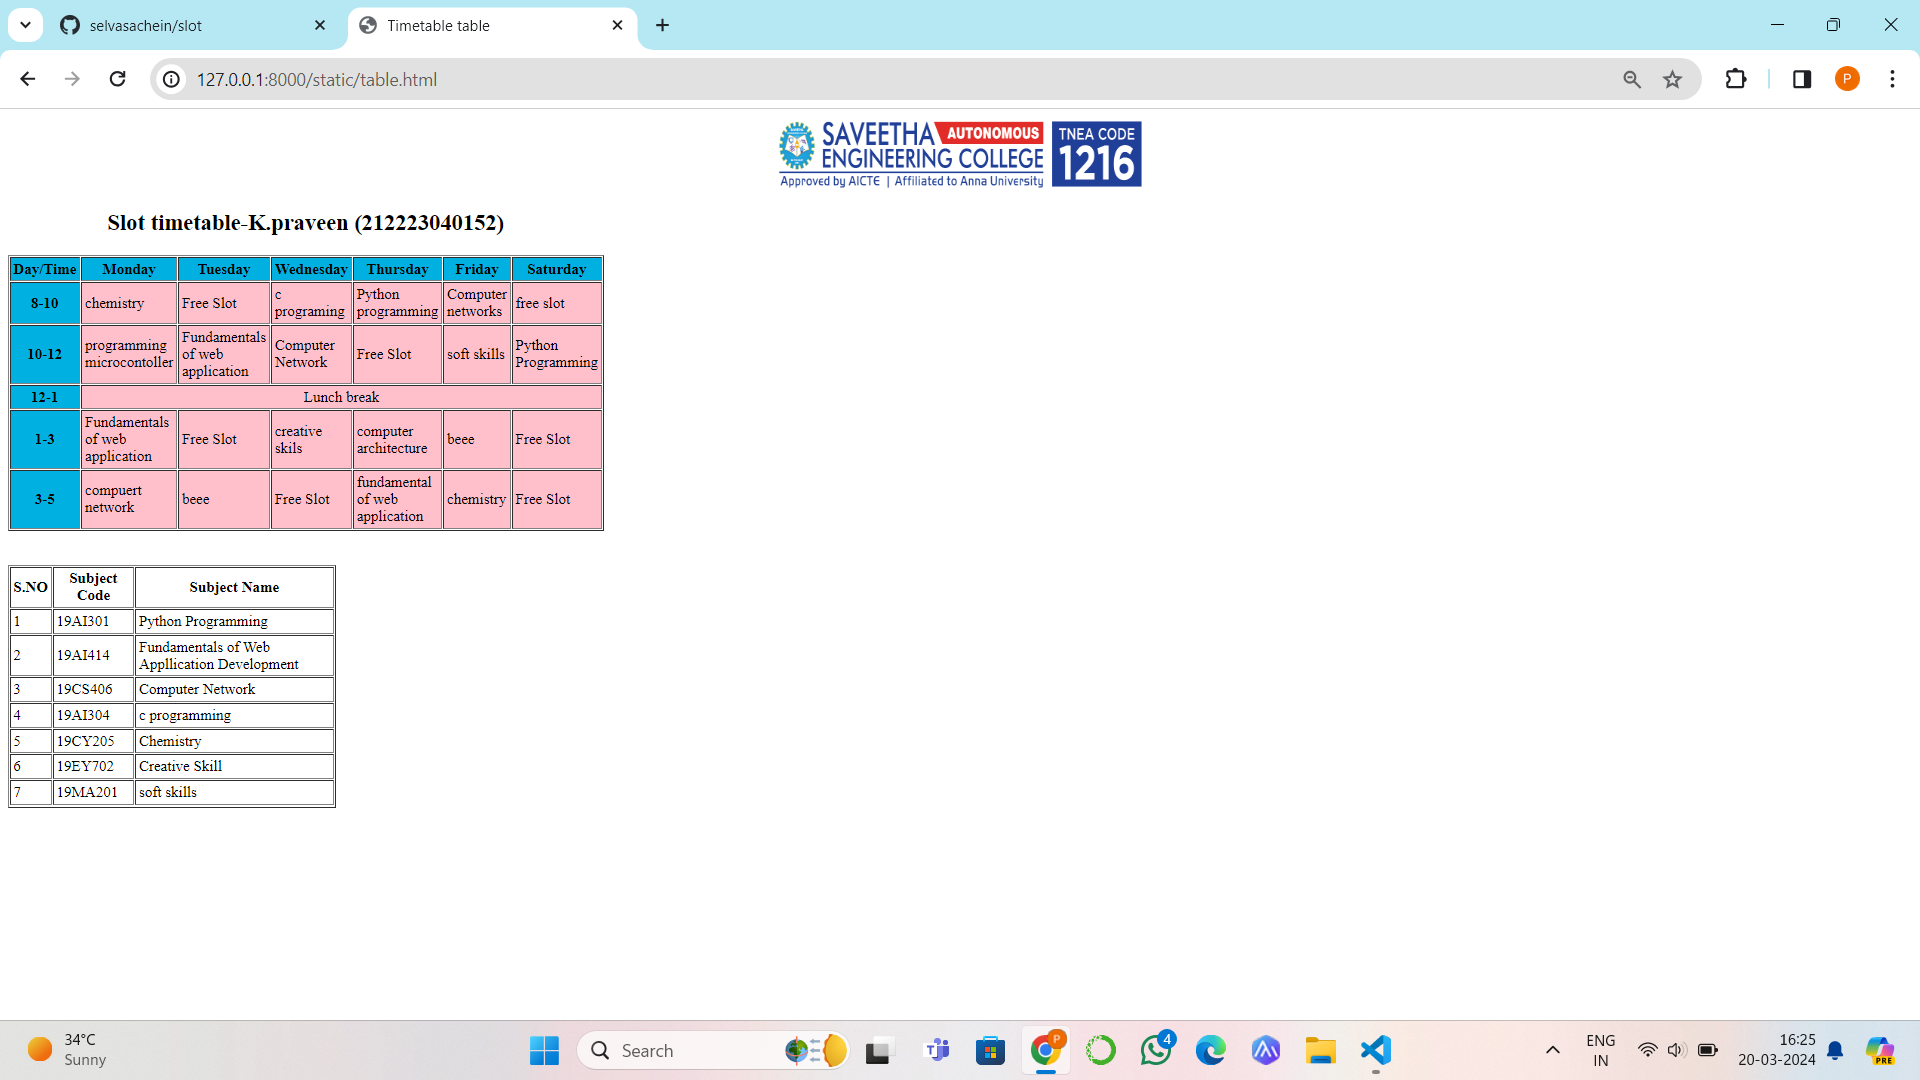 selvasachein/slot
Timetable table
127.0.0.1:8000/static/table.html
P
SAVEETHA AUTONOMOUS
ENGINEERING COLLEGE
Approved by AICTE | Affiliated to Anna University
TNEA CODE
1216
Slot timetable-K.praveen (212223040152)
Day/Time Monday Tuesday Wednesday Thursday Friday Saturday
8-10 chemistry Free Slot c programing Python programming Computer networks free slot
10-12 programming microcontoller Fundamentals of web application Computer Network Free Slot soft skills Python Programming
12-1 Lunch break
1-3 Fundamentals of web application Free Slot creative skils computer architecture beee Free Slot
3-5 compuert network beee Free Slot fundamental of web application chemistry Free Slot
S.NO Subject Code Subject Name
1 19AI301 Python Programming
2 19AI414 Fundamentals of Web Appllication Development
3 19CS406 Computer Network
4 19AI304 c programming
5 19CY205 Chemistry
6 19EY702 Creative Skill
7 19MA201 soft skills
34°C
Sunny
Search
P
4
ENG
IN
16:25
20-03-2024
PRE